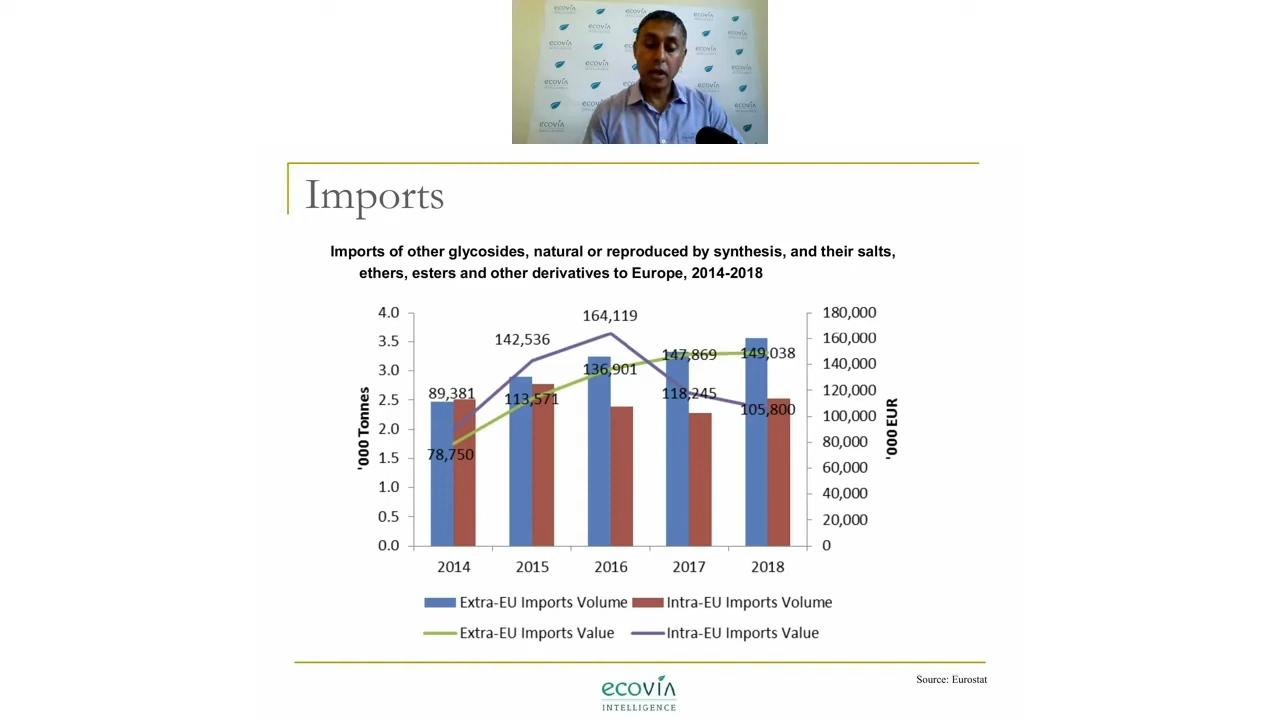 ecovia
INTELLIGENCE
Imports
Imports of other glycosides, natural or reproduced by synthesis, and their salts,
ethers, esters and other derivatives to Europe, 2014-2018
4.0
3.5
3.0
2.5
2.0
1.5
1.0
0.5
0.0
'000 Tonnes
180,000
160,000
140,000
120,000
100,000
80,000
60,000
40,000
20,000
0
'000 EUR
89,381
142,536
164,119
118,245
105,800
78,750
113,571
136,901
147,869
149,038
2014 2015 2016 2017 2018
Extra-EU Imports Volume Intra-EU Imports Volume
Extra-EU Imports Value Intra-EU Imports Value
Source: Eurostat
ecovia
INTELLIGENCE